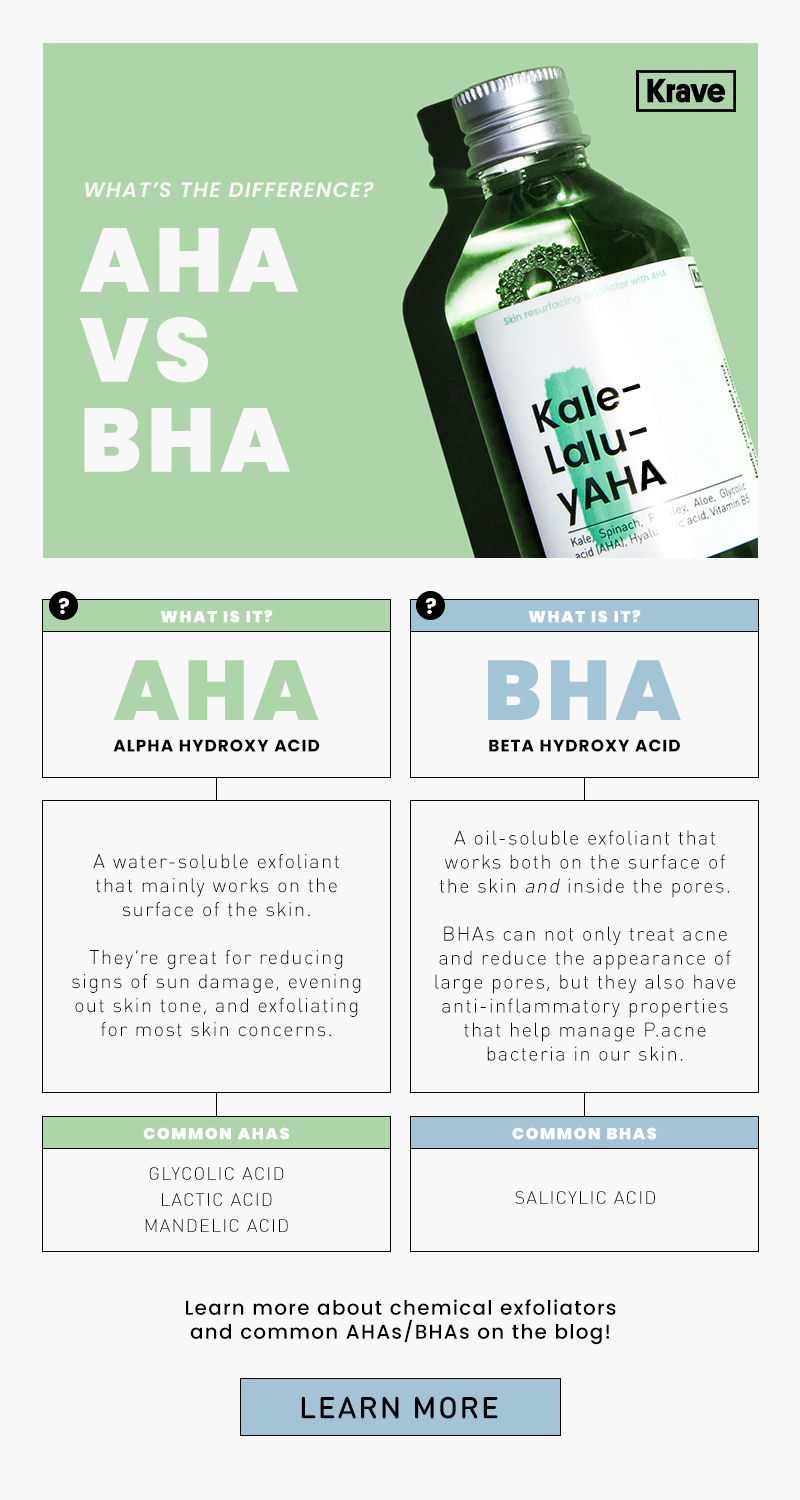 Krave
WHAT'S THE DIFFERENCE?
AHA
VS
BHA
Skin resurfacing exfoliator with AHA
Kale-
Lalu-
yAHA
Kale, Spinach, Aloe, Glycolic
acid (AHA), acid, Vitamin B5
?
WHAT IS IT?
AHA
ALPHA HYDROXY ACID
A water-soluble exfoliant
that mainly works on the
surface of the skin.
They're great for reducing
signs of sun damage, evening
out skin tone, and exfoliating
for most skin concerns.
COMMON AHAS
GLYCOLIC ACID
LACTIC ACID
MANDELIC ACID
?
WHAT IS IT?
BHA
BETA HYDROXY ACID
A oil-soluble exfoliant that
works both on the surface of
the skin and inside the pores.
BHAs can not only treat acne
and reduce the appearance of
large pores, but they also have
anti-inflammatory properties
that help manage P.acne
bacteria in our skin.
COMMON BHAS
SALICYLIC ACID
Learn more about chemical exfoliators
and common AHAs/BHAs on the blog!
LEARN MORE